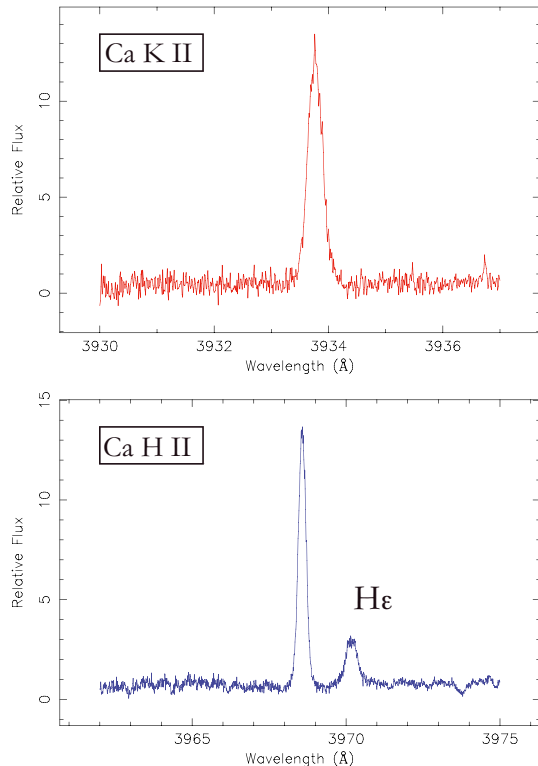 Ca K II
10
5
0
Relative Flux
3930
3932
3934
3936
Wavelength (Å)
Ca H II
Hε
15
10
5
0
Relative Flux
3965
3970
3975
Wavelength (Å)